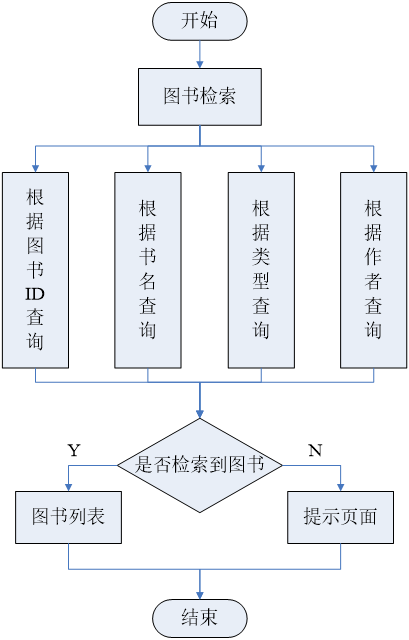 开始
图书检索
根据图书ID查询
根据书名查询
根据类型查询
根据作者查询
是否检索到图书
Y
N
图书列表
提示页面
结束